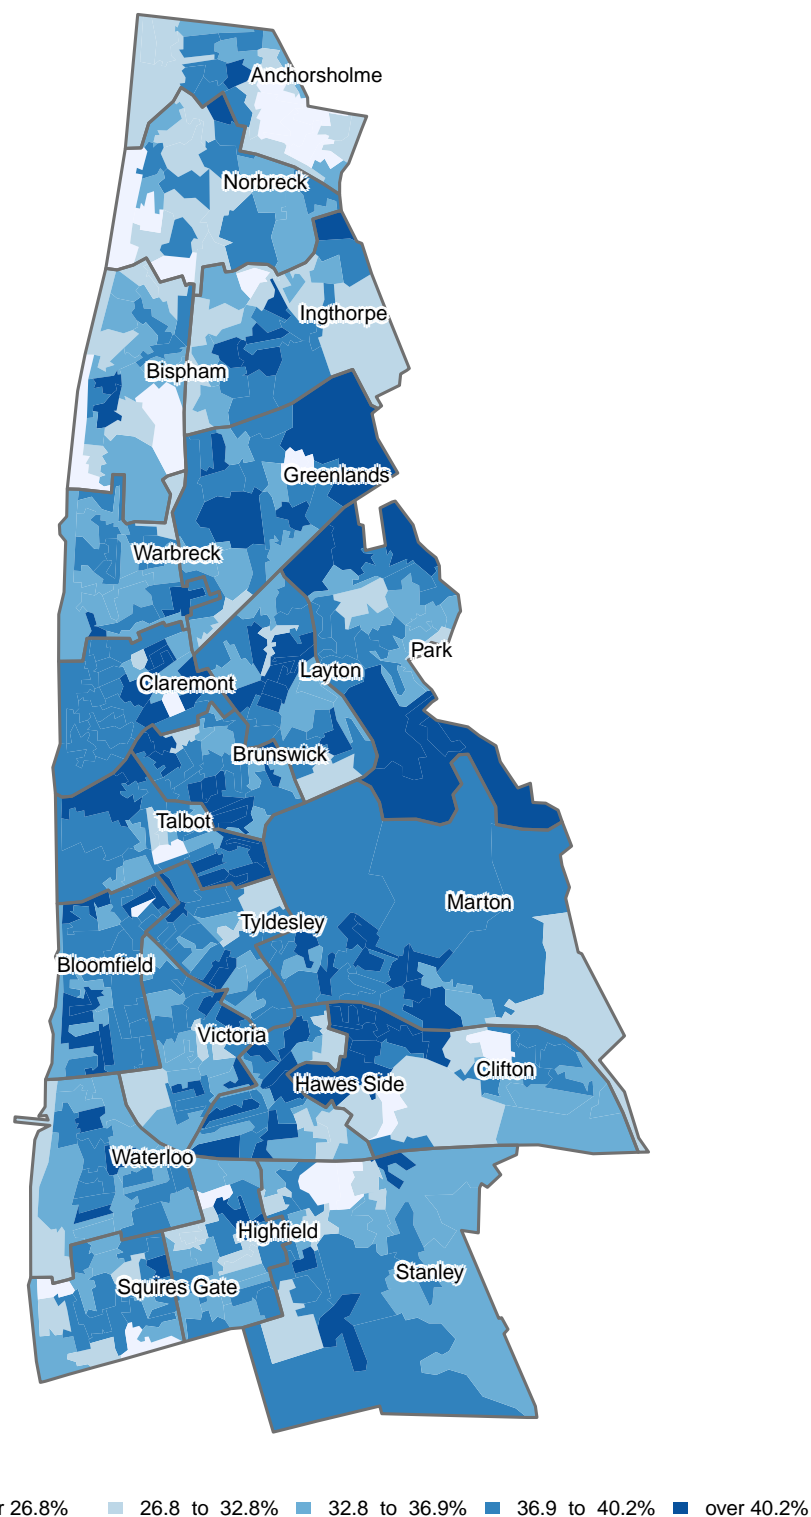 Anchorsholme
Norbreck
Ingthorpe
Bispham
Greenlands
Warbreck
Park
Layton
Claremont
Brunswick
Talbot
Marton
Tyldesley
Bloomfield
Victoria
Clifton
Hawes Side
Waterloo
Highfield
Stanley
Squires Gate
r 26.8% 26.8 to 32.8% 32.8 to 36.9% 36.9 to 40.2% over 40.2%